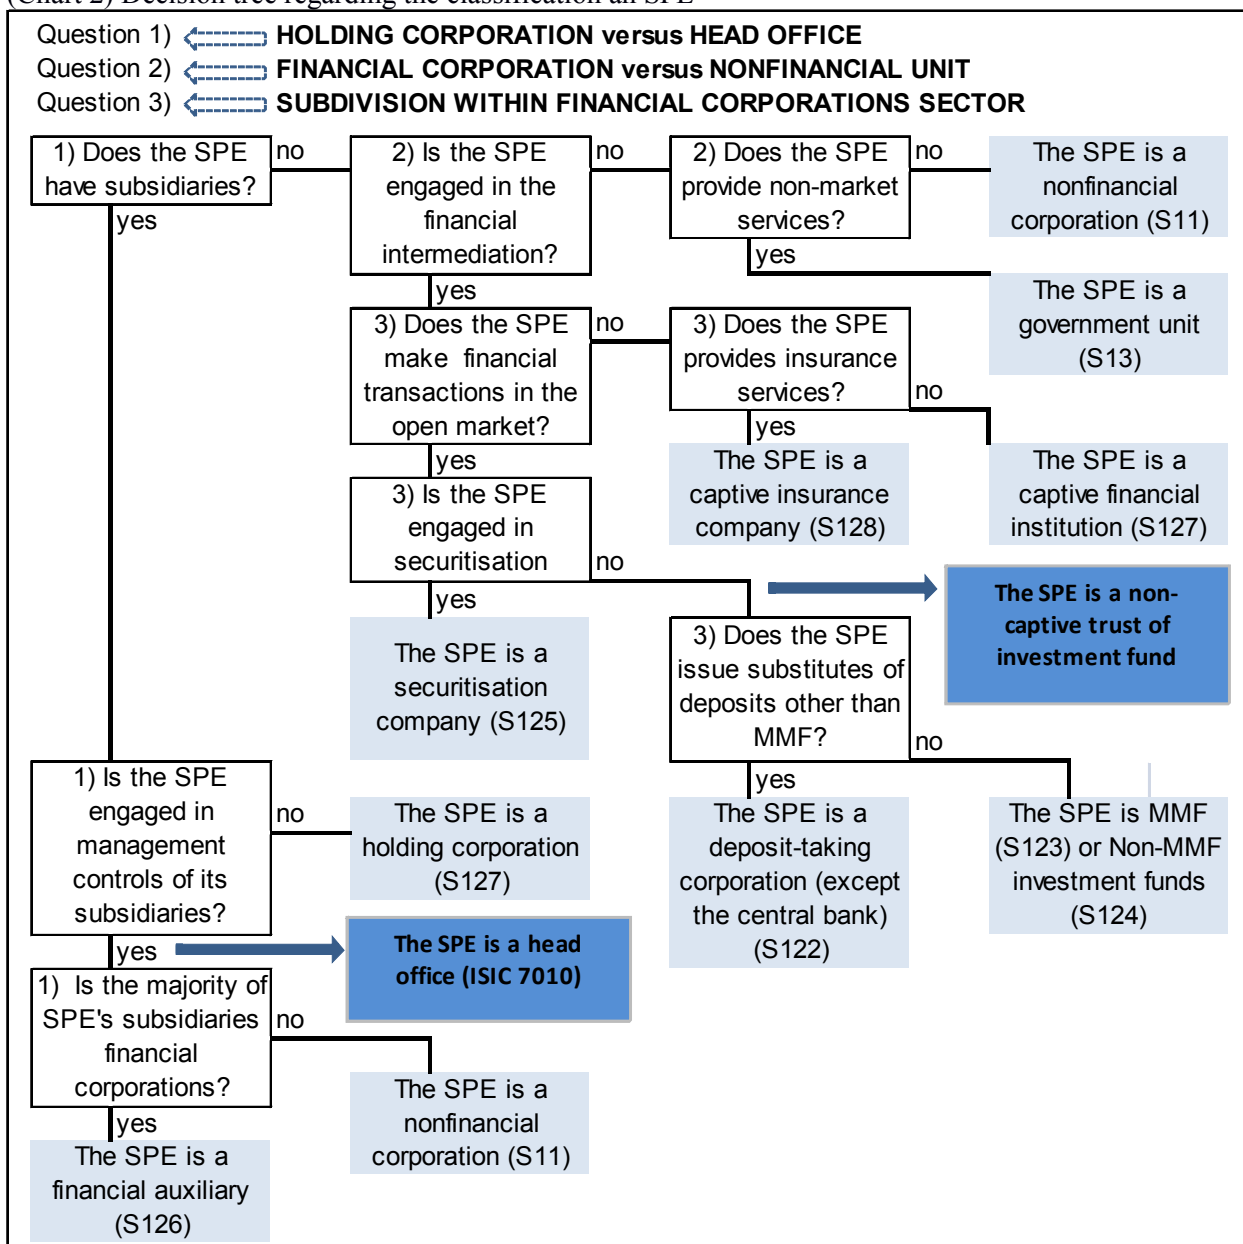 (Chart 2) Decision tree regarding the classification an SPE
Question 1) HOLDING CORPORATION versus HEAD OFFICE
Question 2) FINANCIAL CORPORATION versus NONFINANCIAL UNIT
Question 3) SUBDIVISION WITHIN FINANCIAL CORPORATIONS SECTOR
1) Does the SPE
have subsidiaries?
no
yes
2) Is the SPE
engaged in the
financial
intermediation?
no
yes
2) Does the SPE
provide non-market
services?
no
yes
The SPE is a
nonfinancial
corporation (S11)
The SPE is a
government unit
(S13)
3) Does the SPE
make financial
transactions in the
open market?
no
yes
3) Does the SPE
provides insurance
services?
no
yes
The SPE is a
captive insurance
company (S128)
The SPE is a
captive financial
institution (S127)
3) Is the SPE
engaged in
securitisation
no
yes
The SPE is a non-
captive trust of
investment fund
The SPE is a
securitisation
company (S125)
3) Does the SPE
issue substitutes of
deposits other than
MMF?
no
yes
The SPE is a
deposit-taking
corporation (except
the central bank)
(S122)
The SPE is MMF
(S123) or Non-MMF
investment funds
(S124)
1) Is the SPE
engaged in
management
controls of its
subsidiaries?
no
yes
The SPE is a
holding corporation
(S127)
The SPE is a head
office (ISIC 7010)
1) Is the majority of
SPE's subsidiaries
financial
corporations?
no
yes
The SPE is a
nonfinancial
corporation (S11)
The SPE is a
financial auxiliary
(S126)